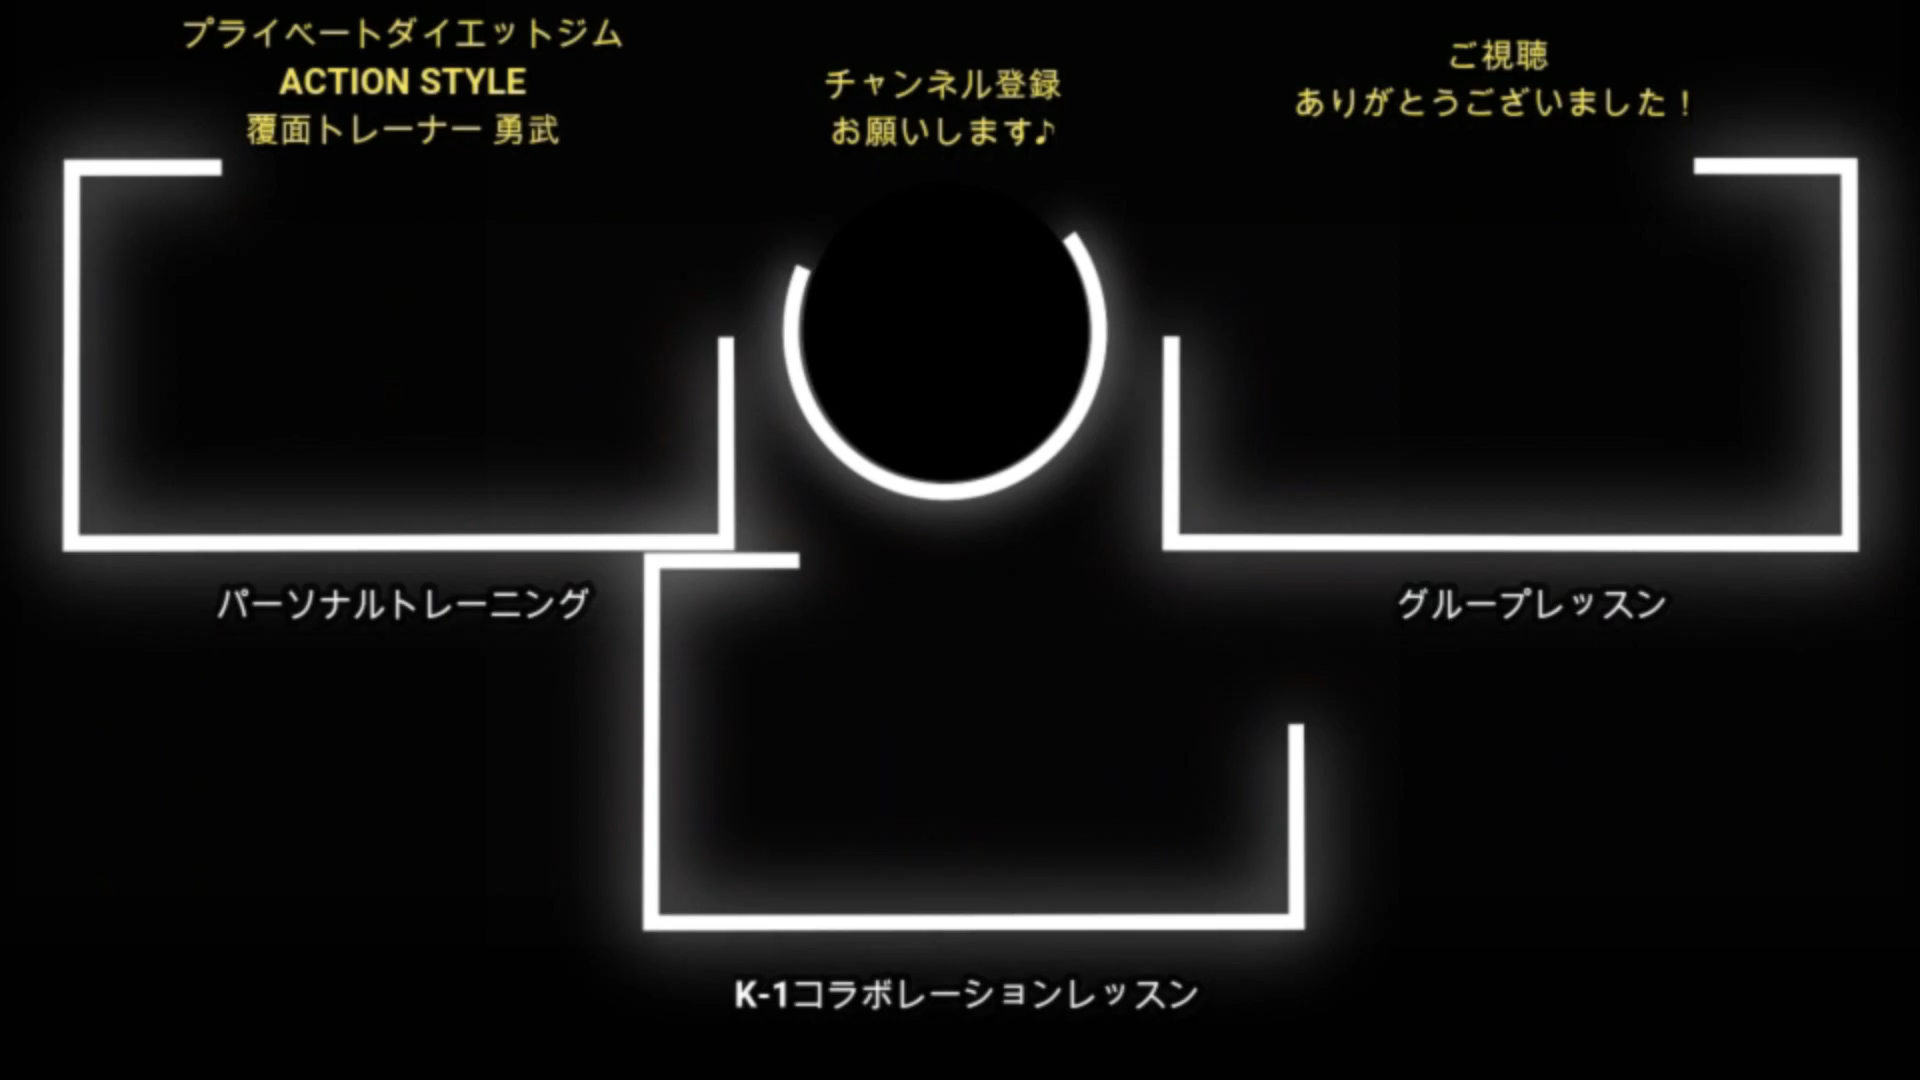 プライベートダイエットジム
ACTION STYLE
覆面トレーナー 勇武
チャンネル登録
お願いします♪
ご視聴
ありがとうございました！
パーソナルトレーニング
グループレッスン
K-1コラボレーションレッスン